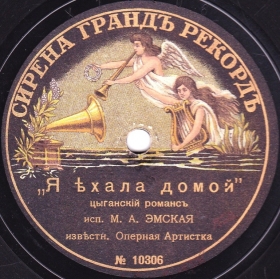 СИРЕНА ГРАНДЪ РЕКОРДЪ
„Я ѣхала домой"
цыганскій романсъ
исп. М. А. ЭМСКАЯ
извѣстн. Оперная Артистка
№ 10306